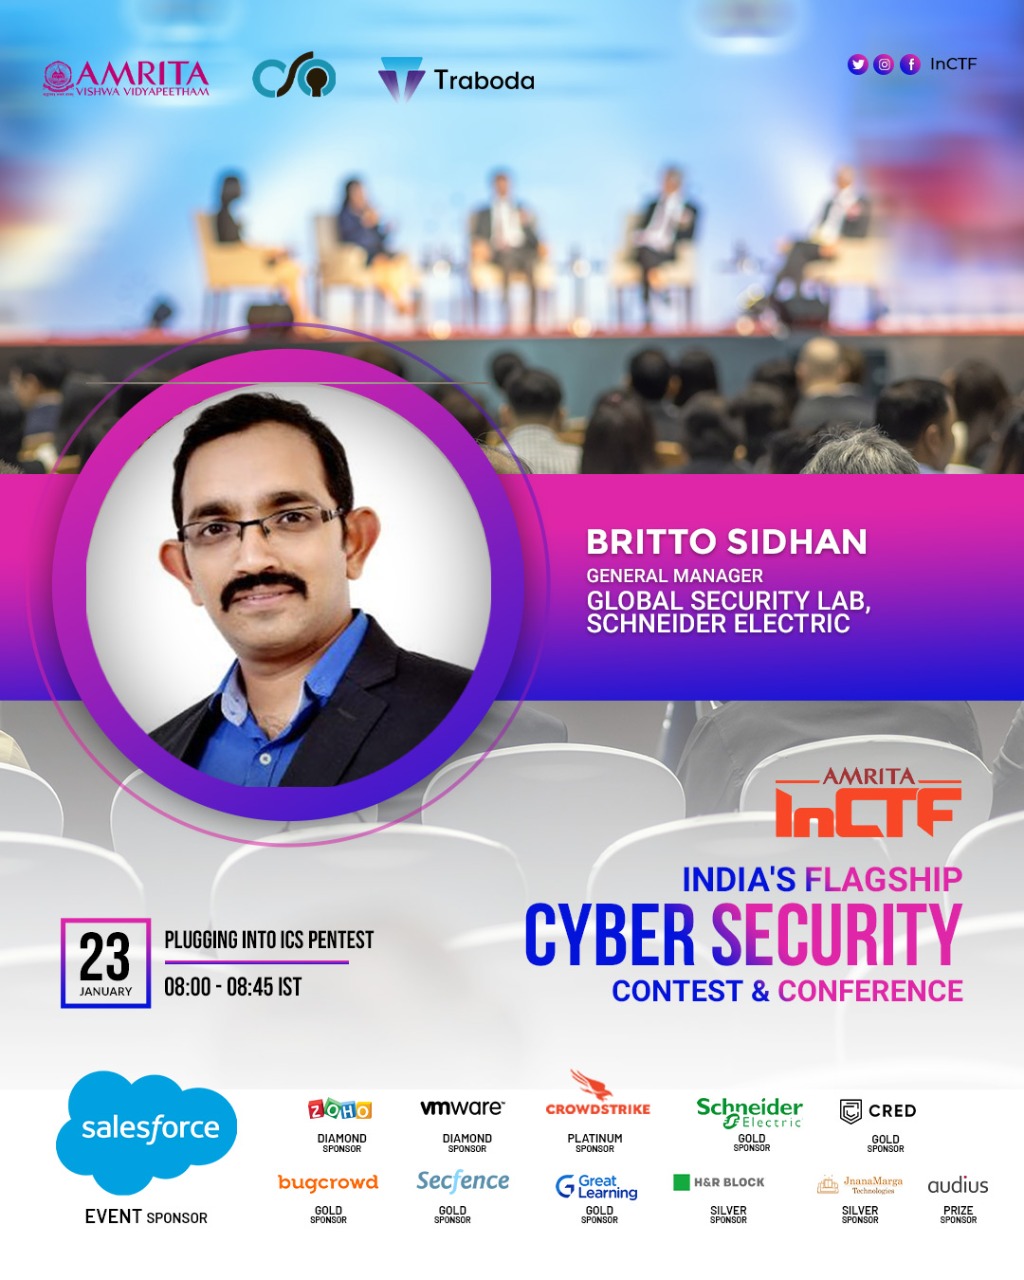 AMRITA
VISHWA VIDYAPEETHAM
Traboda
InCTF
BRITTO SIDHAN
GENERAL MANAGER
GLOBAL SECURITY LAB,
SCHNEIDER ELECTRIC
AMRITA
InCTF
INDIA'S FLAGSHIP
CYBER SECURITY
CONTEST & CONFERENCE
23
JANUARY
PLUGGING INTO ICS PENTEST
08:00 - 08:45 IST
salesforce
EVENT SPONSOR
ZOHO
DIAMOND
SPONSOR
vmware
DIAMOND
SPONSOR
CROWDSTRIKE
PLATINUM
SPONSOR
Schneider
Electric
GOLD
SPONSOR
CRED
GOLD
SPONSOR
bugcrowd
GOLD
SPONSOR
Secfence
GOLD
SPONSOR
Great
Learning
GOLD
SPONSOR
H&R BLOCK
SILVER
SPONSOR
JnanaMarga
Technologies
SILVER
SPONSOR
audius
PRIZE
SPONSOR